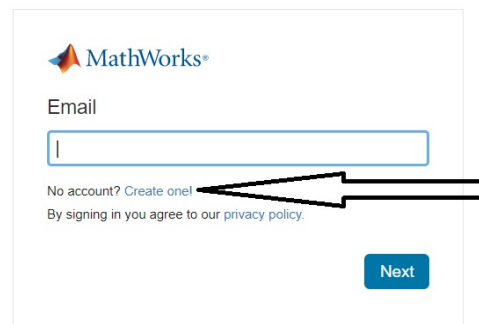 MathWorks®
Email
No account? Create one!
By signing in you agree to our privacy policy.
Next